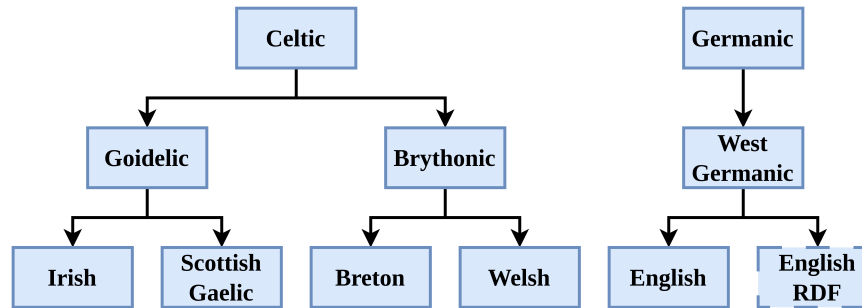 Celtic
Germanic
Goidelic
Brythonic
West
Germanic
Irish
Scottish
Gaelic
Breton
Welsh
English
English
RDF